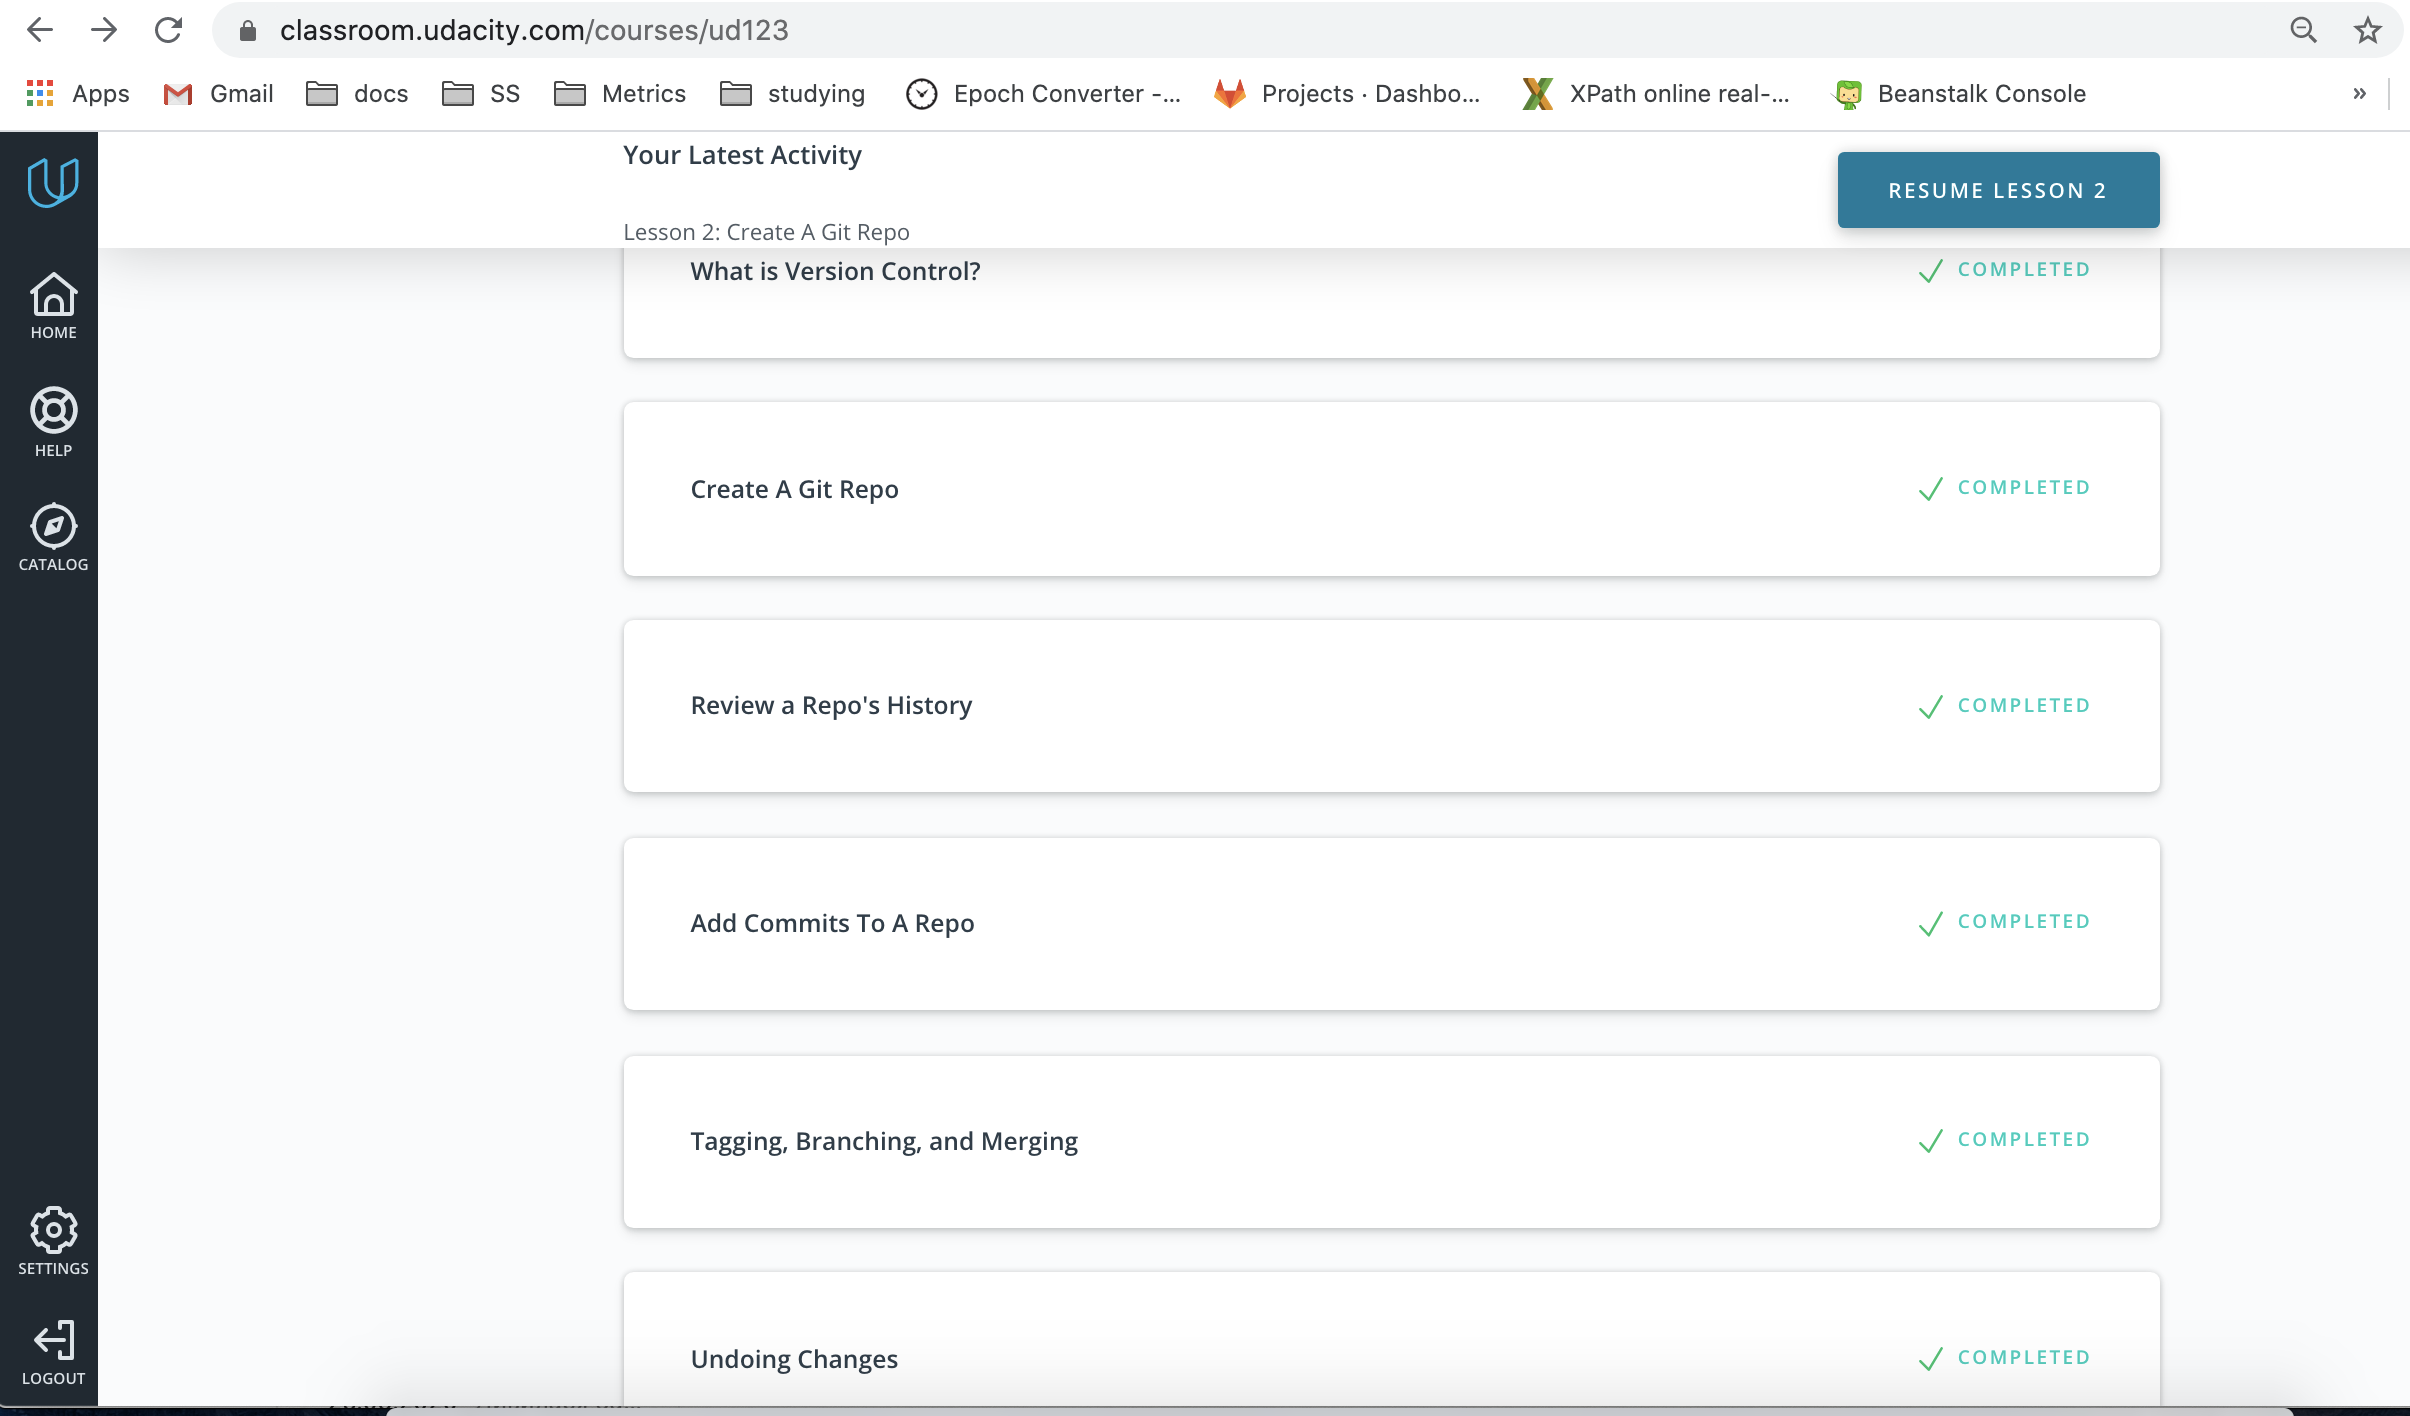 classroom.udacity.com/courses/ud123
Apps Gmail docs SS Metrics studying Epoch Converter -... Projects · Dashbo... XPath online real-... Beanstalk Console »
Your Latest Activity
RESUME LESSON 2
Lesson 2: Create A Git Repo
What is Version Control? COMPLETED
HOME
HELP
Create A Git Repo COMPLETED
CATALOG
Review a Repo's History COMPLETED
Add Commits To A Repo COMPLETED
Tagging, Branching, and Merging COMPLETED
SETTINGS
Undoing Changes COMPLETED
LOGOUT